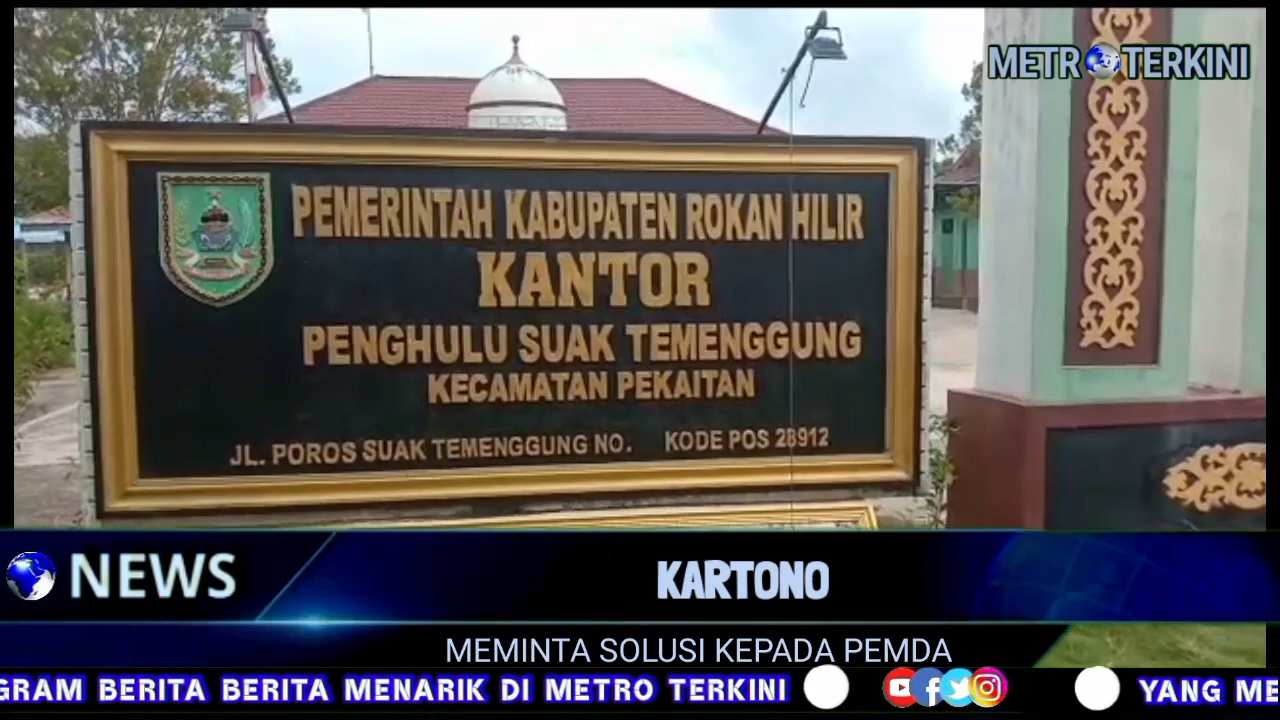 METRO TERKINI
PEMERINTAH KABUPATEN ROKAN HILIR
KANTOR
PENGHULU SUAK TEMENGGUNG
KECAMATAN PEKAITAN
JL. POROS SUAK TEMENGGUNG NO. KODE POS 28912
NEWS
KARTONO
MEMINTA SOLUSI KEPADA PEMDA
GRAM BERITA BERITA MENARIK DI METRO TERKINI YANG ME